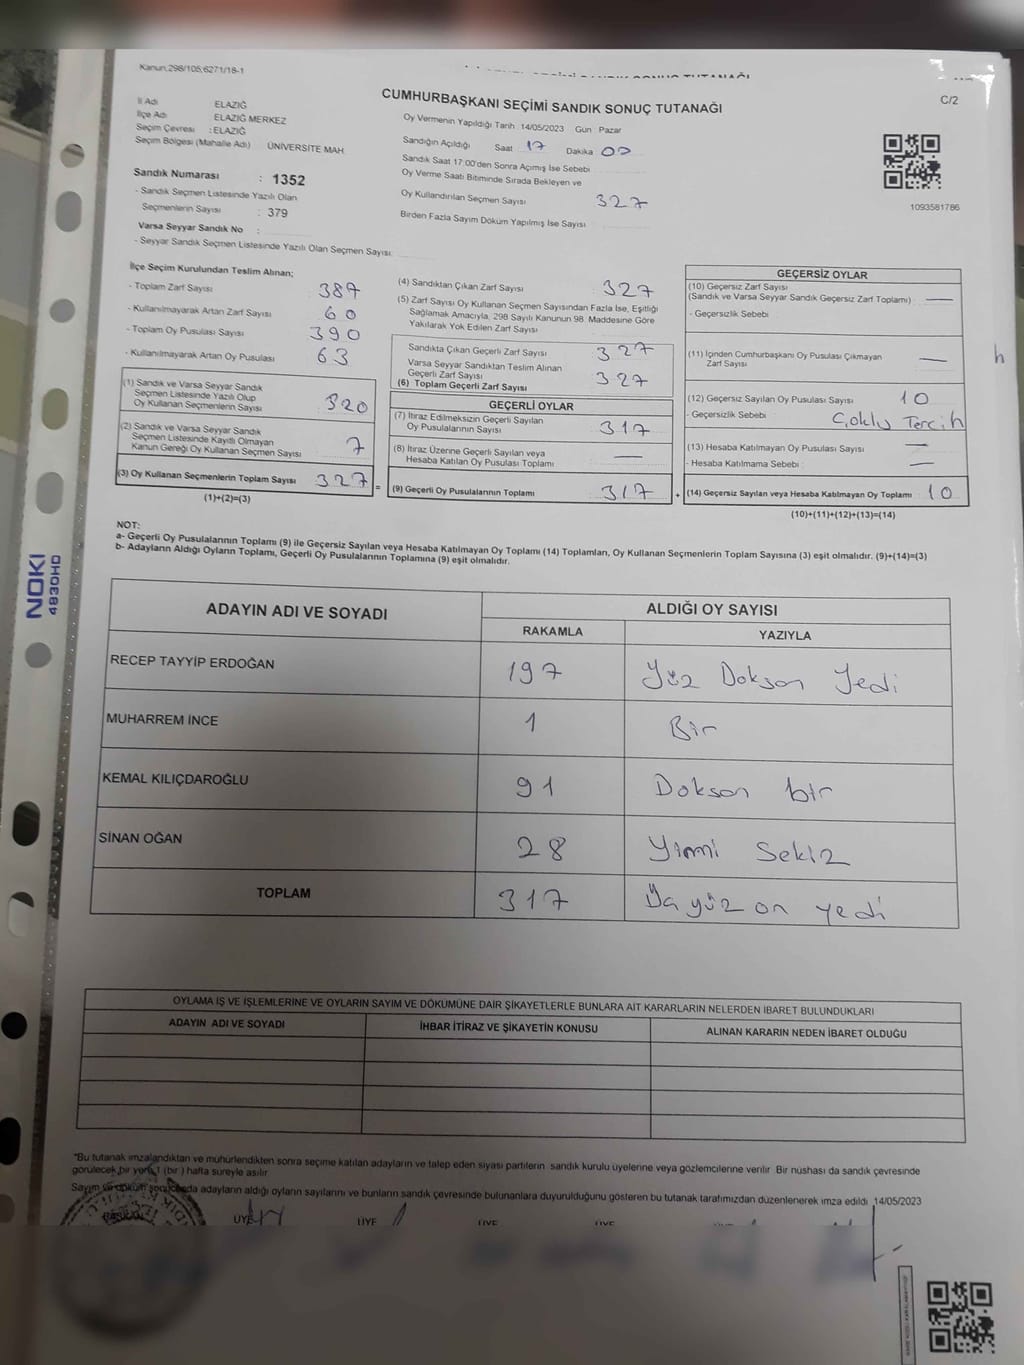 Kanun.298/105;6271/18-1
C/2
CUMHURBAŞKANI SEÇİMİ SANDIK SONUÇ TUTANAĞI
İl Adı ELAZIĞ
İlçe Adı ELAZIĞ MERKEZ
Seçim Çevresi : ELAZIĞ
Seçim Bölgesi (Mahalle Adı) ÜNİVERSİTE MAH.
Sandık Numarası : 1352
- Sandık Seçmen Listesinde Yazılı Olan
Seçmenlerin Sayısı : 379
Varsa Seyyar Sandık No :
- Seyyar Sandık Seçmen Listesinde Yazılı Olan Seçmen Sayısı:
Oy Vermenin Yapıldığı Tarih :14/05/2023 Gün Pazar
Sandığın Açıldığı Saat 17 Dakika 00
Sandık Saat 17:00'den Sonra Açımış İse Sebebi
Oy Verme Saati Bitiminde Sırada Bekleyen ve
Oy Kullandırılan Seçmen Sayısı 327
Birden Fazla Sayım Döküm Yapılmış İse Sayısı
1093581786
İlçe Seçim Kurulundan Teslim Alınan;
- Toplam Zarf Sayısı 387
- Kullanılmayarak Artan Zarf Sayısı 60
- Toplam Oy Pusulası Sayısı 390
- Kullanılmayarak Artan Oy Pusulası 63
(1) Sandık ve Varsa Seyyar Sandık
Seçmen Listesinde Yazılı Olup
Oy Kullanan Seçmenlerin Sayısı 320
(2) Sandık ve Varsa Seyyar Sandık
Seçmen Listesinde Kayıtlı Olmayan
Kanun Gereği Oy Kullanan Seçmen Sayısı 7
(3) Oy Kullanan Seçmenlerin Toplam Sayısı 327 =
(1)+(2)=(3)
(4) Sandıktan Çıkan Zarf Sayısı 327
(5) Zarf Sayısı Oy Kullanan Seçmen Sayısından Fazla İse, Eşitliği
Sağlamak Amacıyla, 298 Sayılı Kanunun 98. Maddesine Göre
Yakılarak Yok Edilen Zarf Sayısı
Sandıkta Çıkan Geçerli Zarf Sayısı 327
Varsa Seyyar Sandıktan Teslim Alınan
Geçerli Zarf Sayısı
(6) Toplam Geçerli Zarf Sayısı 327
GEÇERLİ OYLAR
(7) İtiraz Edilmeksizin Geçerli Sayılan
Oy Pusulalarının Sayısı 317
(8) İtiraz Üzerine Geçerli Sayılan veya
Hesaba Katılan Oy Pusulası Toplamı —
(9) Geçerli Oy Pusulalarının Toplamı 317 +
GEÇERSİZ OYLAR
(10) Geçersiz Zarf Sayısı
(Sandık ve Varsa Seyyar Sandık Geçersiz Zarf Toplamı) —
- Geçersizlik Sebebi
(11) İçinden Cumhurbaşkanı Oy Pusulası Çıkmayan
Zarf Sayısı —
(12) Geçersiz Sayılan Oy Pusulası Sayısı 10
- Geçersizlik Sebebi : Çoklu Tercih
(13) Hesaba Katılmayan Oy Pusulası Sayısı —
- Hesaba Katılmama Sebebi : —
(14) Geçersiz Sayılan veya Hesaba Katılmayan Oy Toplamı 10
(10)+(11)+(12)+(13)=(14)
h
NOT:
a- Geçerli Oy Pusulalarının Toplamı (9) ile Geçersiz Sayılan veya Hesaba Katılmayan Oy Toplamı (14) Toplamları, Oy Kullanan Seçmenlerin Toplam Sayısına (3) eşit olmalıdır. (9)+(14)=(3)
b- Adayların Aldığı Oyların Toplamı, Geçerli Oy Pusulalarının Toplamına (9) eşit olmalıdır.
NOKI
4830HD
ADAYIN ADI VE SOYADI ALDIĞI OY SAYISI
RAKAMLA YAZIYLA
RECEP TAYYİP ERDOĞAN 197 Yüz Dokson Yedi
MUHARREM İNCE 1 Bir
KEMAL KILIÇDAROĞLU 91 Dokson bir
SİNAN OĞAN 28 Yirmi Sekiz
TOPLAM 317 yüz on yedi
OYLAMA İŞ VE İŞLEMLERİNE VE OYLARIN SAYIM VE DÖKÜMÜNE DAİR ŞİKAYETLERLE BUNLARA AİT KARARLARIN NELERDEN İBARET BULUNDUKLARI
ADAYIN ADI VE SOYADI İHBAR İTİRAZ VE ŞİKAYETİN KONUSU ALINAN KARARIN NEDEN İBARET OLDUĞU
"Bu tutanak imzalandıktan ve mühürlendikten sonra seçime katılan adayların ve talep eden siyasi partilerin sandık kurulu üyelerine veya gözlemcilerine verilir. Bir nüshası da sandık çevresinde
görülecek bir yere 1 (bir ) hafta süreyle asılır.
Sayım ve döküm sonucunda adayların aldığı oyların sayılarını ve bunların sandık çevresinde bulunanlara duyurulduğunu gösteren bu tutanak tarafımızdan düzenlenerek imza edildi. 14/05/2023
BAŞKAN ÜYE ÜYE ÜYE ÜYE